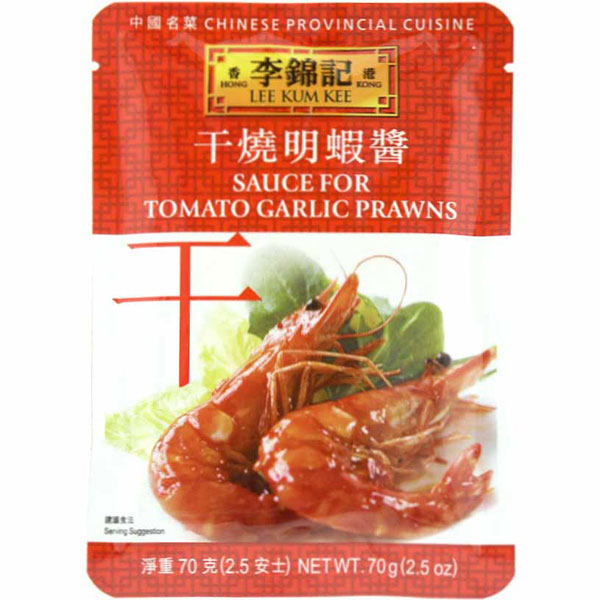 中國名菜 CHINESE PROVINCIAL CUISINE
香 李錦記 港
HONG LEE KUM KEE KONG
干燒明蝦醬
SAUCE FOR
TOMATO GARLIC PRAWNS
干
建議食法
Serving Suggestion
淨重 70 克 (2.5 安士) NET WT. 70g (2.5 oz)